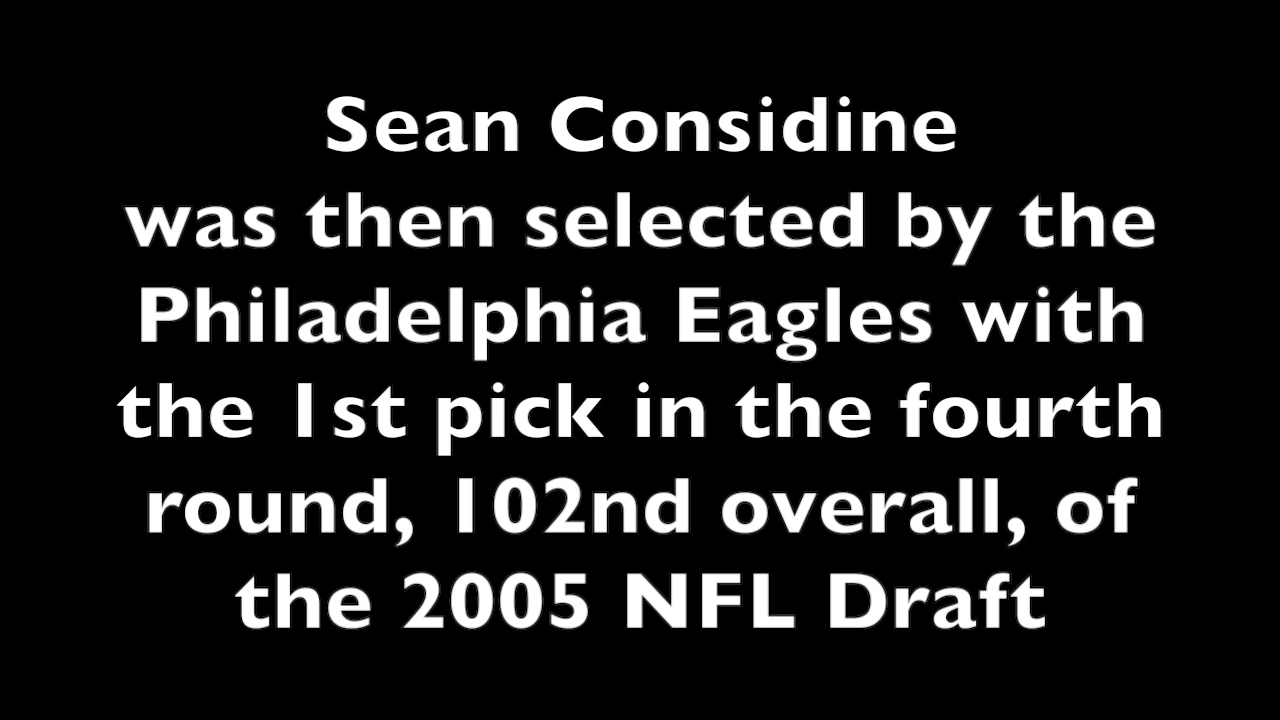 Sean Considine
was then selected by the
Philadelphia Eagles with
the 1st pick in the fourth
round, 102nd overall, of
the 2005 NFL Draft